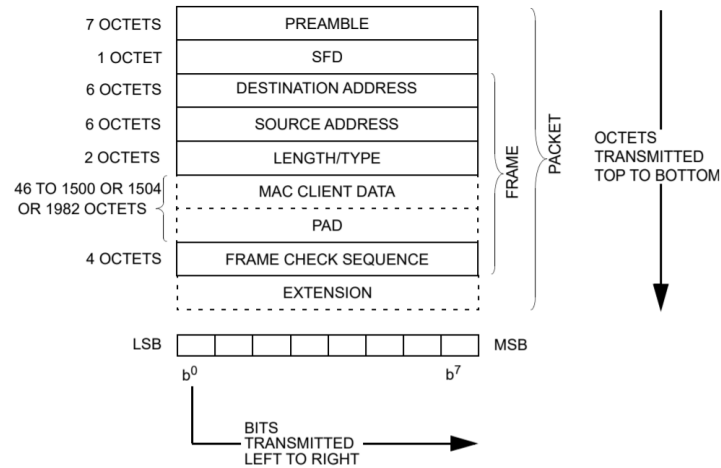 7 OCTETS PREAMBLE
1 OCTET SFD
6 OCTETS DESTINATION ADDRESS
6 OCTETS SOURCE ADDRESS
2 OCTETS LENGTH/TYPE
46 TO 1500 OR 1504
OR 1982 OCTETS
MAC CLIENT DATA
PAD
4 OCTETS FRAME CHECK SEQUENCE
EXTENSION
FRAME
PACKET
OCTETS
TRANSMITTED
TOP TO BOTTOM
LSB MSB
b0 b7
BITS
TRANSMITTED
LEFT TO RIGHT